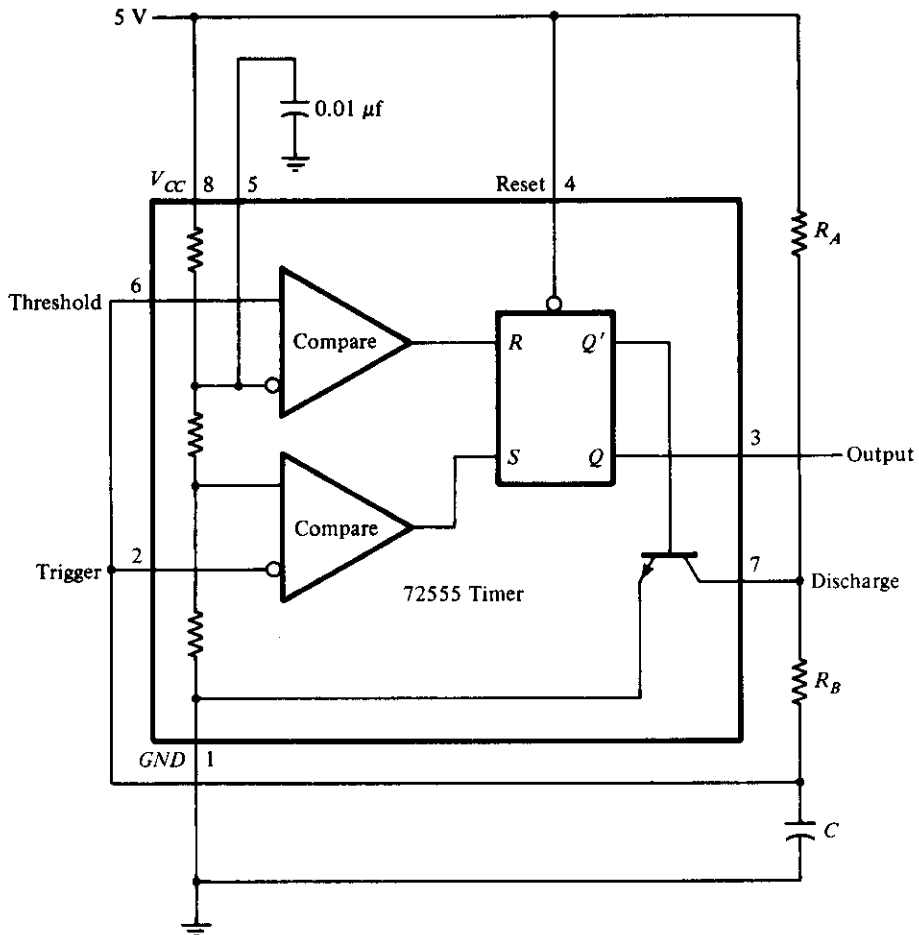 5 V
0.01 μf
V_CC 8 5 Reset 4
R_A
6
Threshold
Compare
R Q'
3
S Q Output
Compare
2
Trigger
7
72555 Timer Discharge
R_B
GND 1
C